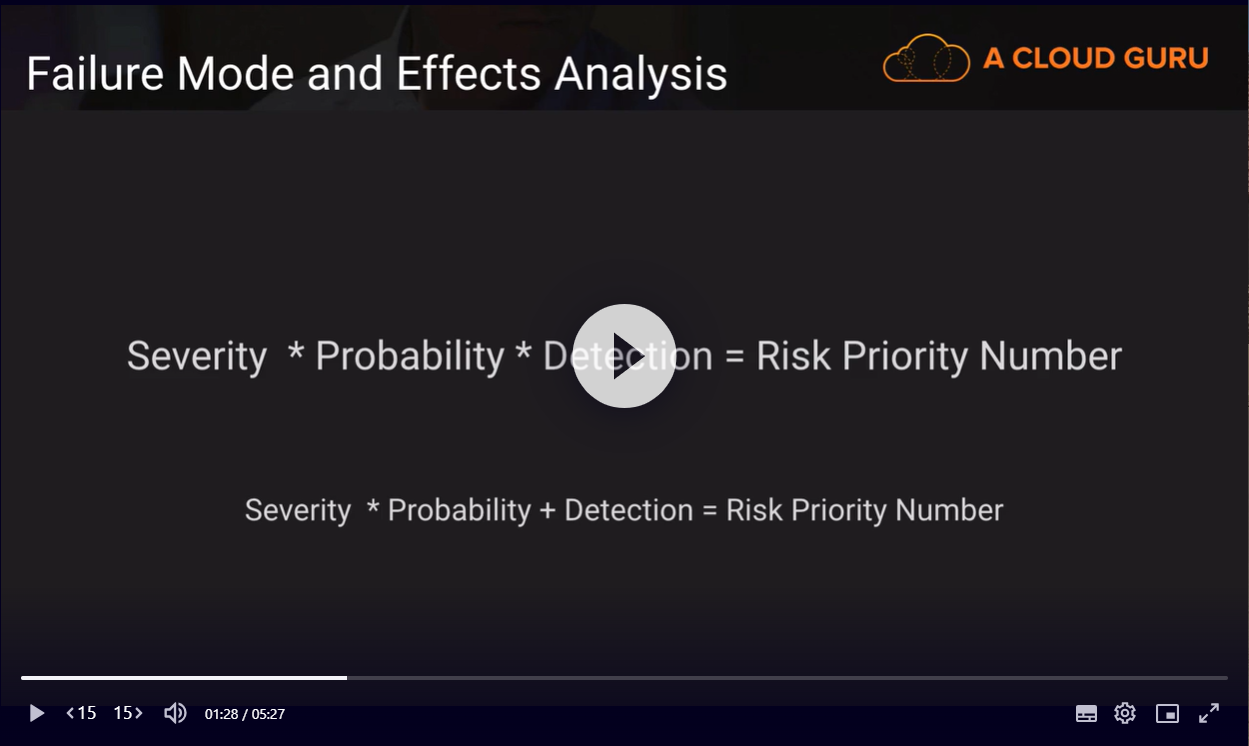 Failure Mode and Effects Analysis
A CLOUD GURU
Severity * Probability * Detection = Risk Priority Number
Severity * Probability + Detection = Risk Priority Number
<15 15> 01:28 / 05:27